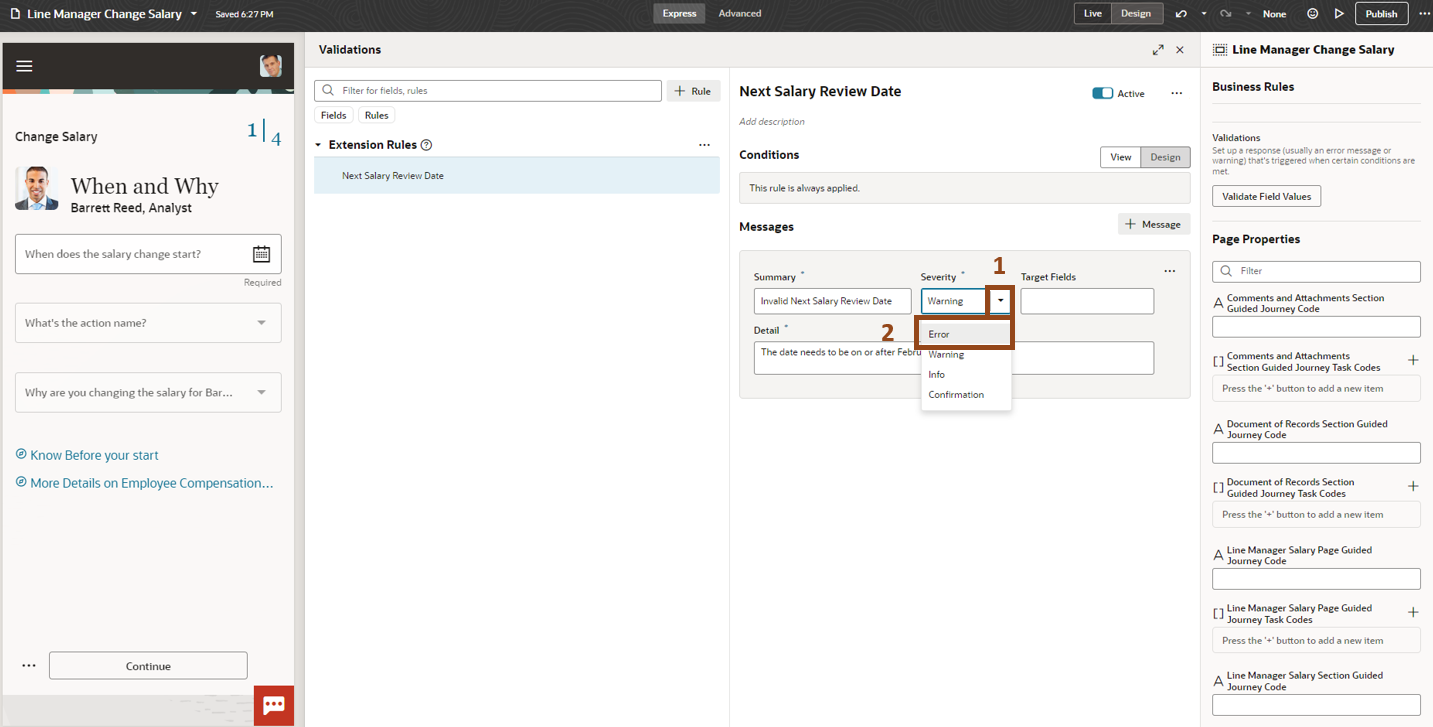 Line Manager Change Salary
Saved 6:27 PM
Express
Advanced
Live
Design
None
Publish
Change Salary
1
4
When and Why
Barrett Reed, Analyst
When does the salary change start?
Required
What's the action name?
Why are you changing the salary for Bar...
Know Before your start
More Details on Employee Compensation...
Continue
Validations
Filter for fields, rules
+ Rule
Fields
Rules
Extension Rules
Next Salary Review Date
Next Salary Review Date
Active
Add description
Conditions
View
Design
This rule is always applied.
Messages
+ Message
1
Summary *
Severity *
Target Fields
Invalid Next Salary Review Date
Warning
2
Detail *
The date needs to be on or after Febru
Error
Warning
Info
Confirmation
Line Manager Change Salary
Business Rules
Validations
Set up a response (usually an error message or
warning) that's triggered when certain conditions are
met.
Validate Field Values
Page Properties
Filter
Comments and Attachments Section
Guided Journey Code
Comments and Attachments
Section Guided Journey Task Codes
Press the '+' button to add a new item
Document of Records Section Guided
Journey Code
Document of Records Section
Guided Journey Task Codes
Press the '+' button to add a new item
Line Manager Salary Page Guided
Journey Code
Line Manager Salary Page Guided
Journey Task Codes
Press the '+' button to add a new item
Line Manager Salary Section Guided
Journey Code